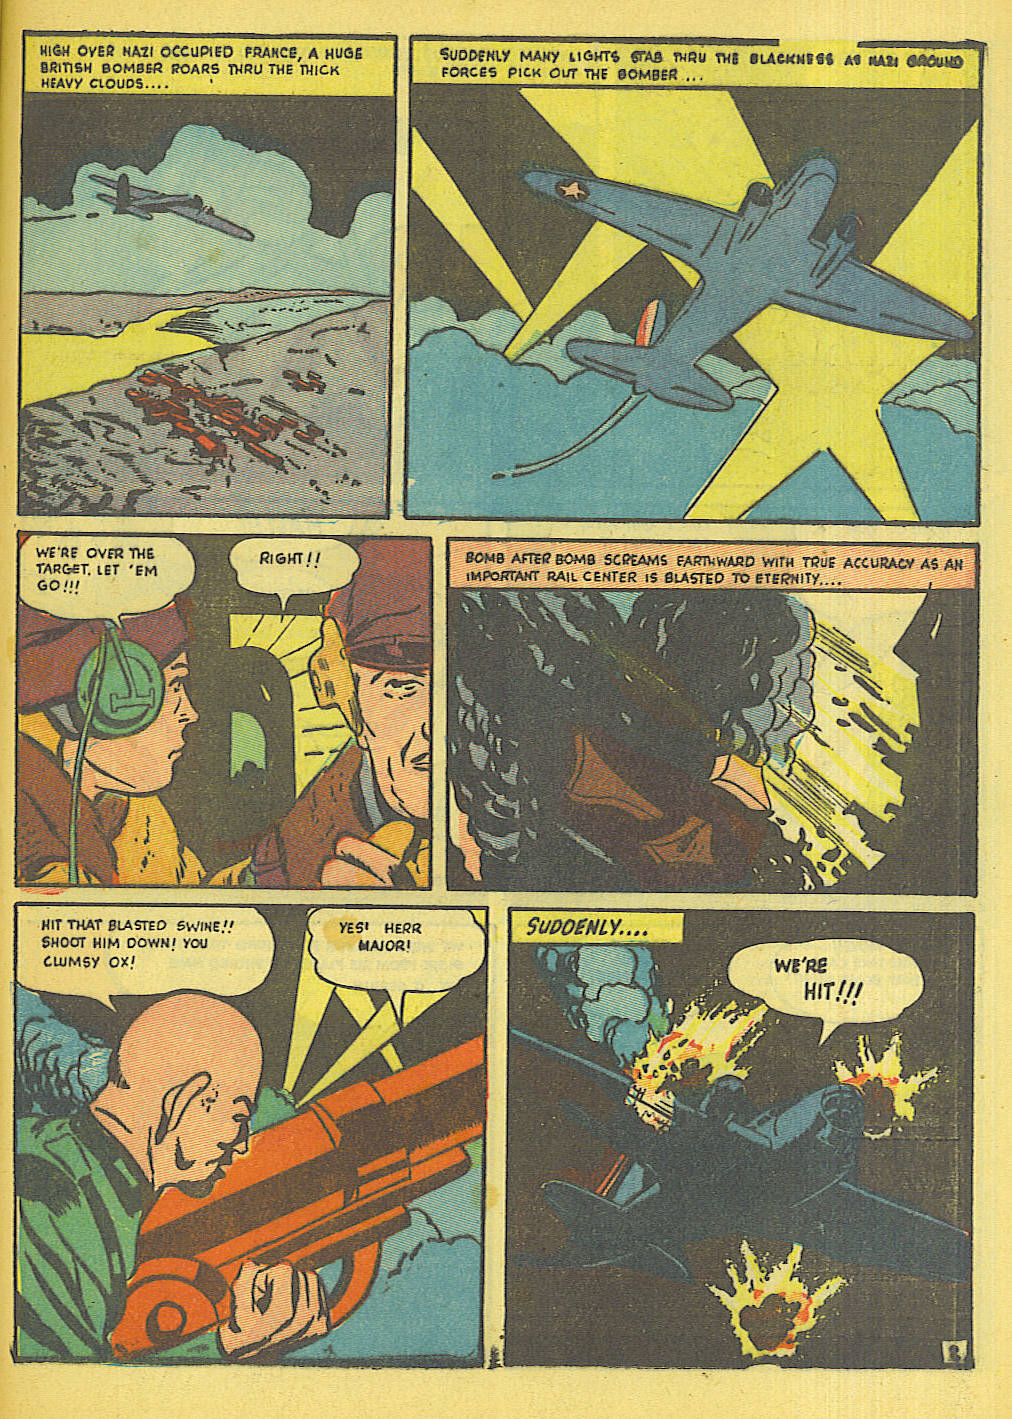 HIGH OVER NAZI OCCUPIED FRANCE, A HUGE
BRITISH BOMBER ROARS THRU THE THICK
HEAVY CLOUDS....
SUDDENLY MANY LIGHTS STAB THRU THE BLACKNESS AS NAZI GROUND
FORCES PICK OUT THE BOMBER...
WE'RE OVER THE
TARGET, LET 'EM
GO!!!
RIGHT!!
BOMB AFTER BOMB SCREAMS EARTHWARD WITH TRUE ACCURACY AS AN
IMPORTANT RAIL CENTER IS BLASTED TO ETERNITY....
HIT THAT BLASTED SWINE!!
SHOOT HIM DOWN! YOU
CLUMSY OX!
YES! HERR
MAJOR!
SUDDENLY....
WE'RE
HIT!!!